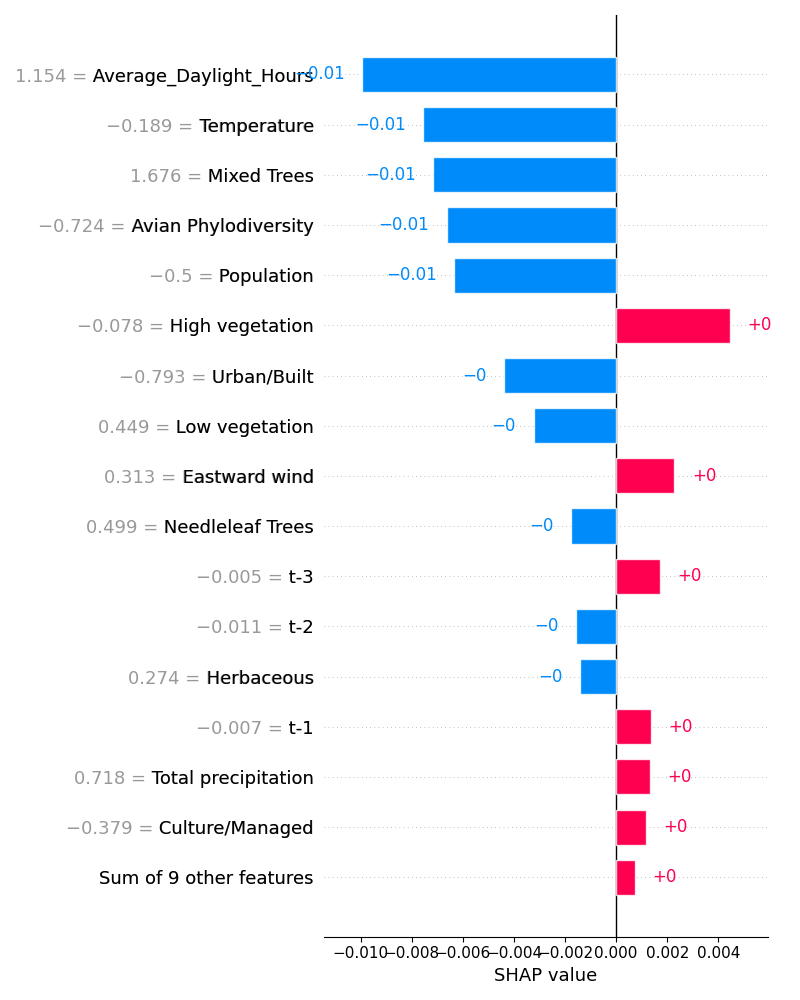 1.154 = Average_Daylight_Hours −0.01
−0.189 = Temperature −0.01
1.676 = Mixed Trees −0.01
−0.724 = Avian Phylodiversity −0.01
−0.5 = Population −0.01
−0.078 = High vegetation +0
−0.793 = Urban/Built −0
0.449 = Low vegetation −0
0.313 = Eastward wind +0
0.499 = Needleleaf Trees −0
−0.005 = t-3 +0
−0.011 = t-2 −0
0.274 = Herbaceous −0
−0.007 = t-1 +0
0.718 = Total precipitation +0
−0.379 = Culture/Managed +0
Sum of 9 other features +0
−0.010 −0.008 −0.006 −0.004 −0.002 0.000 0.002 0.004
SHAP value